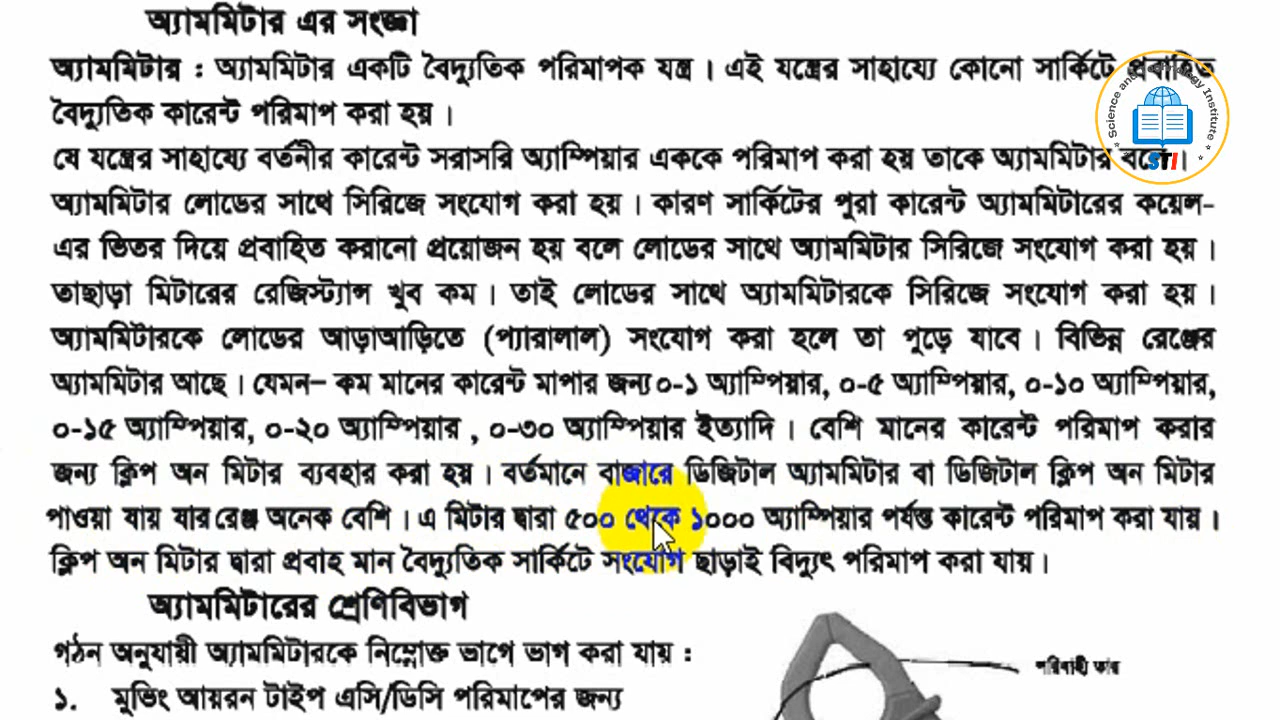 অ্যামমিটার এর সংজ্ঞা
অ্যামমিটার : অ্যামমিটার একটি বৈদ্যুতিক পরিমাপক যন্ত্র। এই যন্ত্রের সাহায্যে কোনো সার্কিটে প্রবাহিত
বৈদ্যুতিক কারেন্ট পরিমাপ করা হয়।
যে যন্ত্রের সাহায্যে বর্তনীর কারেন্ট সরাসরি অ্যাম্পিয়ার এককে পরিমাপ করা হয় তাকে অ্যামমিটার বলে।
অ্যামমিটার লোডের সাথে সিরিজে সংযোগ করা হয়। কারণ সার্কিটের পুরা কারেন্ট অ্যামমিটারের কয়েল-
এর ভিতর দিয়ে প্রবাহিত করানো প্রয়োজন হয় বলে লোডের সাথে অ্যামমিটার সিরিজে সংযোগ করা হয়।
তাছাড়া মিটারের রেজিস্ট্যান্স খুব কম। তাই লোডের সাথে অ্যামমিটারকে সিরিজে সংযোগ করা হয়।
অ্যামমিটারকে লোডের আড়াআড়িতে (প্যারালাল) সংযোগ করা হলে তা পুড়ে যাবে। বিভিন্ন রেঞ্জের
অ্যামমিটার আছে। যেমন– কম মানের কারেন্ট মাপার জন্য ০-১ অ্যাম্পিয়ার, ০-৫ অ্যাম্পিয়ার, ০-১০ অ্যাম্পিয়ার,
০-১৫ অ্যাম্পিয়ার, ০-২০ অ্যাম্পিয়ার , ০-৩০ অ্যাম্পিয়ার ইত্যাদি। বেশি মানের কারেন্ট পরিমাপ করার
জন্য ক্লিপ অন মিটার ব্যবহার করা হয়। বর্তমানে বাজারে ডিজিটাল অ্যামমিটার বা ডিজিটাল ক্লিপ অন মিটার
পাওয়া যায় যার রেঞ্জ অনেক বেশি। এ মিটার দ্বারা ৫০০ থেকে ১০০০ অ্যাম্পিয়ার পর্যন্ত কারেন্ট পরিমাপ করা যায়।
ক্লিপ অন মিটার দ্বারা প্রবাহ মান বৈদ্যুতিক সার্কিটে সংযোগ ছাড়াই বিদ্যুৎ পরিমাপ করা যায়।
অ্যামমিটারের শ্রেণিবিভাগ
গঠন অনুযায়ী অ্যামমিটারকে নিম্নোক্ত ভাগে ভাগ করা যায় :
১. মুভিং আয়রন টাইপ এসি/ডিসি পরিমাপের জন্য
পরিবাহী তার
Science and Technology Institute
STI